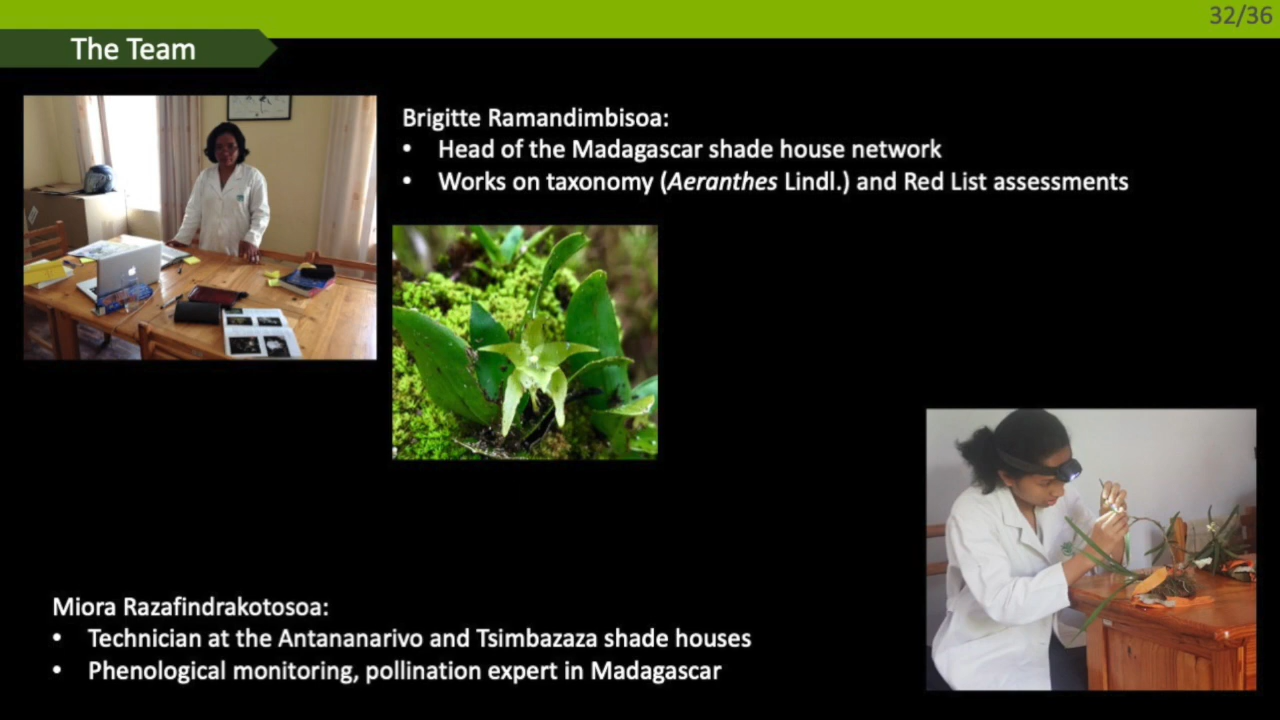 32/36
The Team
Brigitte Ramandimbisoa:
• Head of the Madagascar shade house network
• Works on taxonomy (Aeranthes Lindl.) and Red List assessments
Miora Razafindrakotosoa:
• Technician at the Antananarivo and Tsimbazaza shade houses
• Phenological monitoring, pollination expert in Madagascar